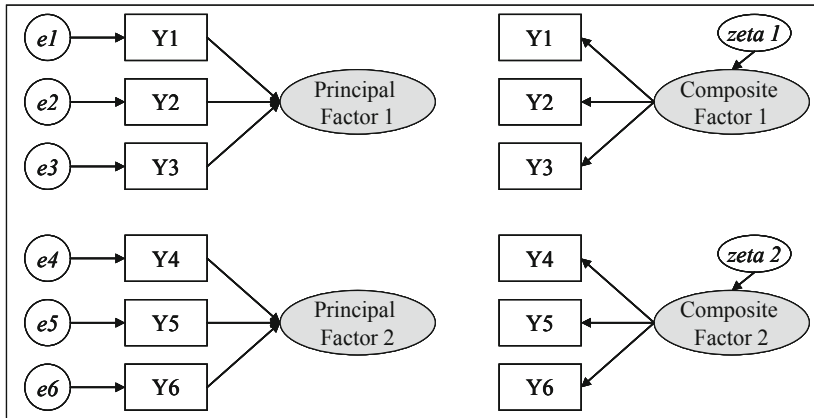 e1
Y1
e2
Y2
Principal
Factor 1
e3
Y3
e4
Y4
e5
Y5
Principal
Factor 2
e6
Y6
Y1
zeta 1
Y2
Composite
Factor 1
Y3
Y4
zeta 2
Y5
Composite
Factor 2
Y6